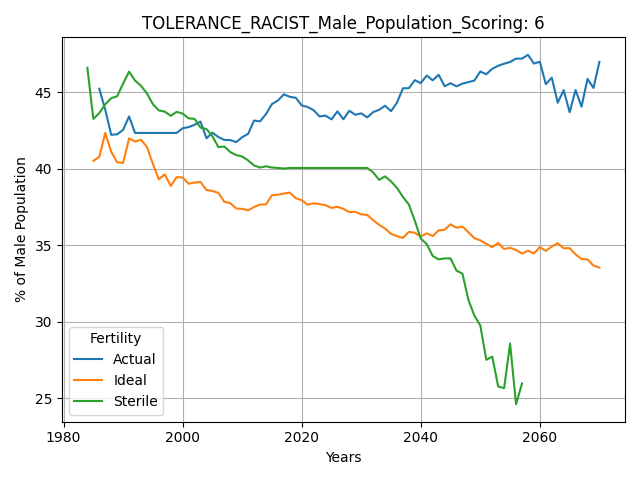 TOLERANCE_RACIST_Male_Population_Scoring: 6
% of Male Population
45
40
35
30
25
Fertility
Actual
Ideal
Sterile
1980
2000
2020
2040
2060
Years